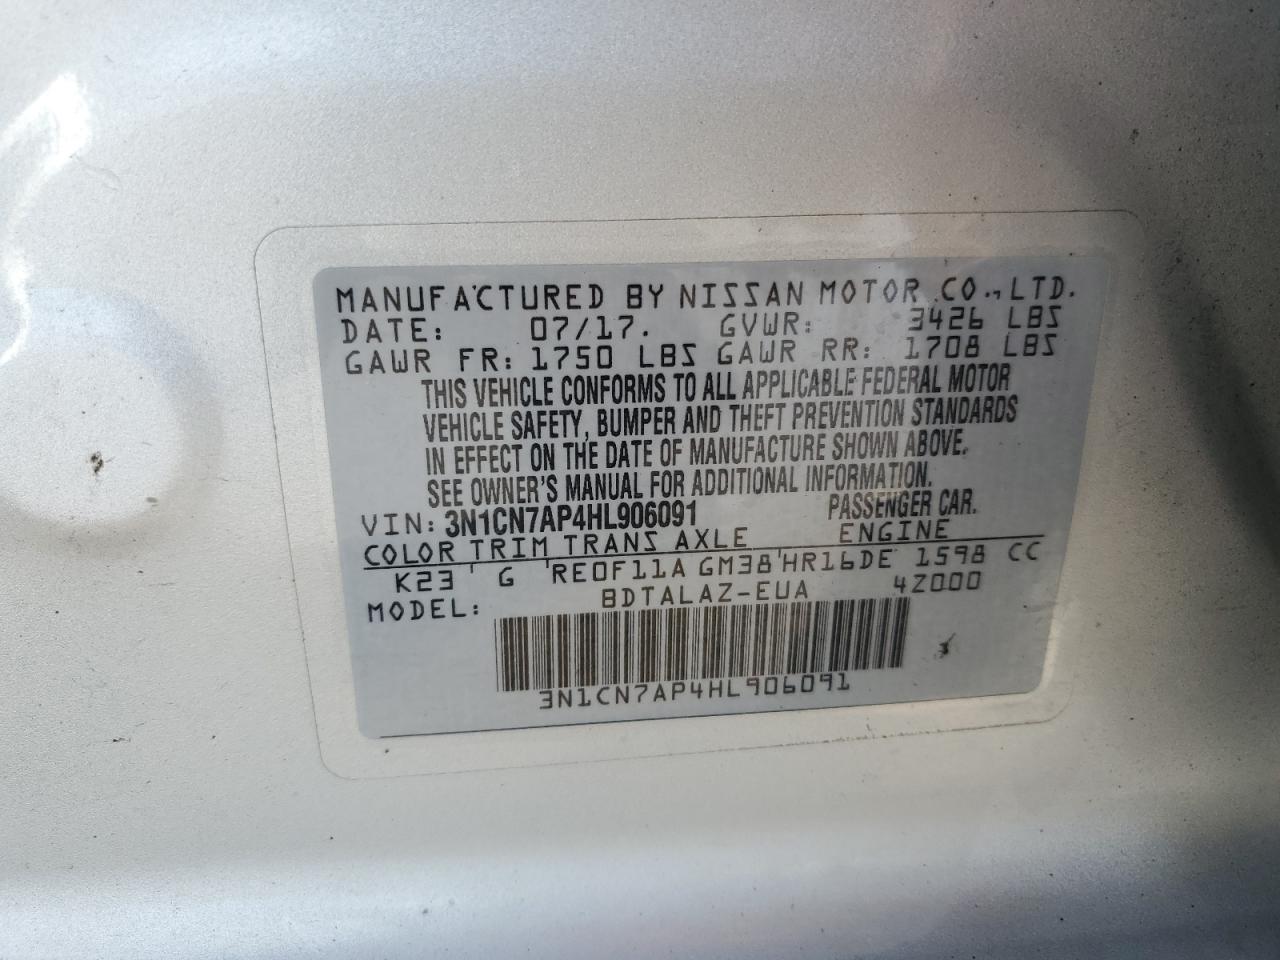 MANUFACTURED BY NISSAN MOTOR CO., LTD.
DATE: 07/17. GVWR: 3426 LBS
GAWR FR: 1750 LBS GAWR RR: 1708 LBS
THIS VEHICLE CONFORMS TO ALL APPLICABLE FEDERAL MOTOR
VEHICLE SAFETY, BUMPER AND THEFT PREVENTION STANDARDS
IN EFFECT ON THE DATE OF MANUFACTURE SHOWN ABOVE.
SEE OWNER'S MANUAL FOR ADDITIONAL INFORMATION.
VIN: 3N1CN7AP4HL906091 PASSENGER CAR.
COLOR TRIM TRANS AXLE ENGINE
K23 G RE0F11A GM38 HR16DE 1598 CC
MODEL: BDTALAZ-EUA 4Z000
3N1CN7AP4HL906091